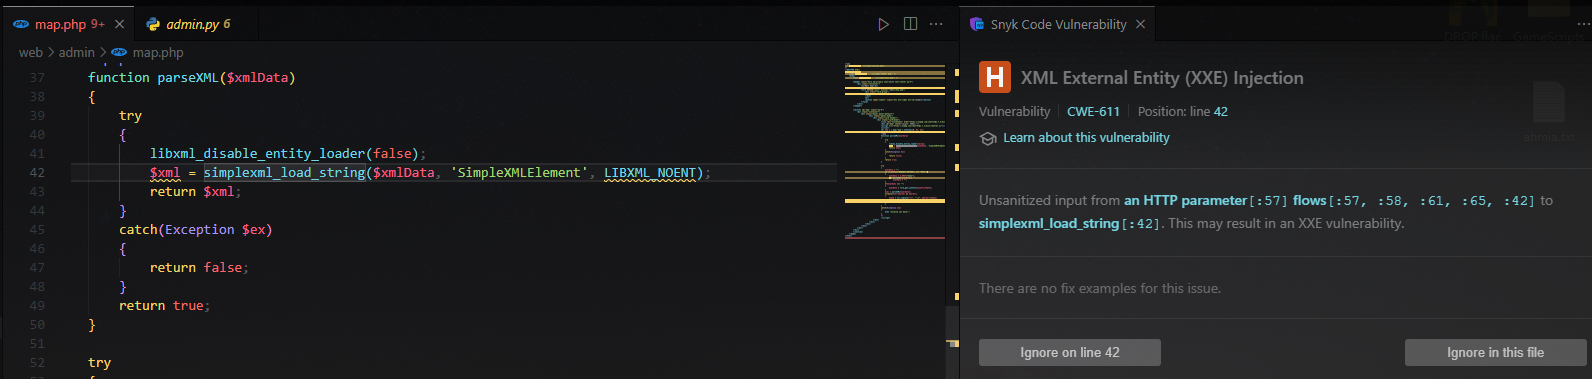 map.php 9+
admin.py 6
web > admin > map.php
37 function parseXML($xmlData)
38 {
39 try
40 {
41 libxml_disable_entity_loader(false);
42 $xml = simplexml_load_string($xmlData, 'SimpleXMLElement', LIBXML_NOENT);
43 return $xml;
44 }
45 catch(Exception $ex)
46 {
47 return false;
48 }
49 return true;
50 }
51
52 try
Snyk Code Vulnerability
H XML External Entity (XXE) Injection
Vulnerability CWE-611 Position: line 42
Learn about this vulnerability
Unsanitized input from an HTTP parameter[:57] flows[:57, :58, :61, :65, :42] to
simplexml_load_string[:42]. This may result in an XXE vulnerability.
There are no fix examples for this issue.
Ignore on line 42
Ignore in this file